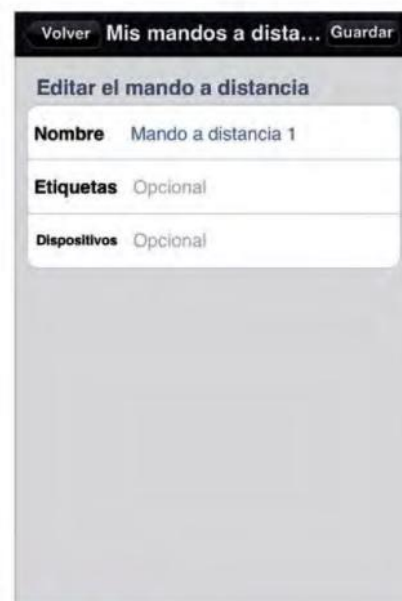 Volver Mis mandos a dista... Guardar
Editar el mando a distancia
Nombre Mando a distancia 1
Etiquetas Opcional
Dispositivos Opcional